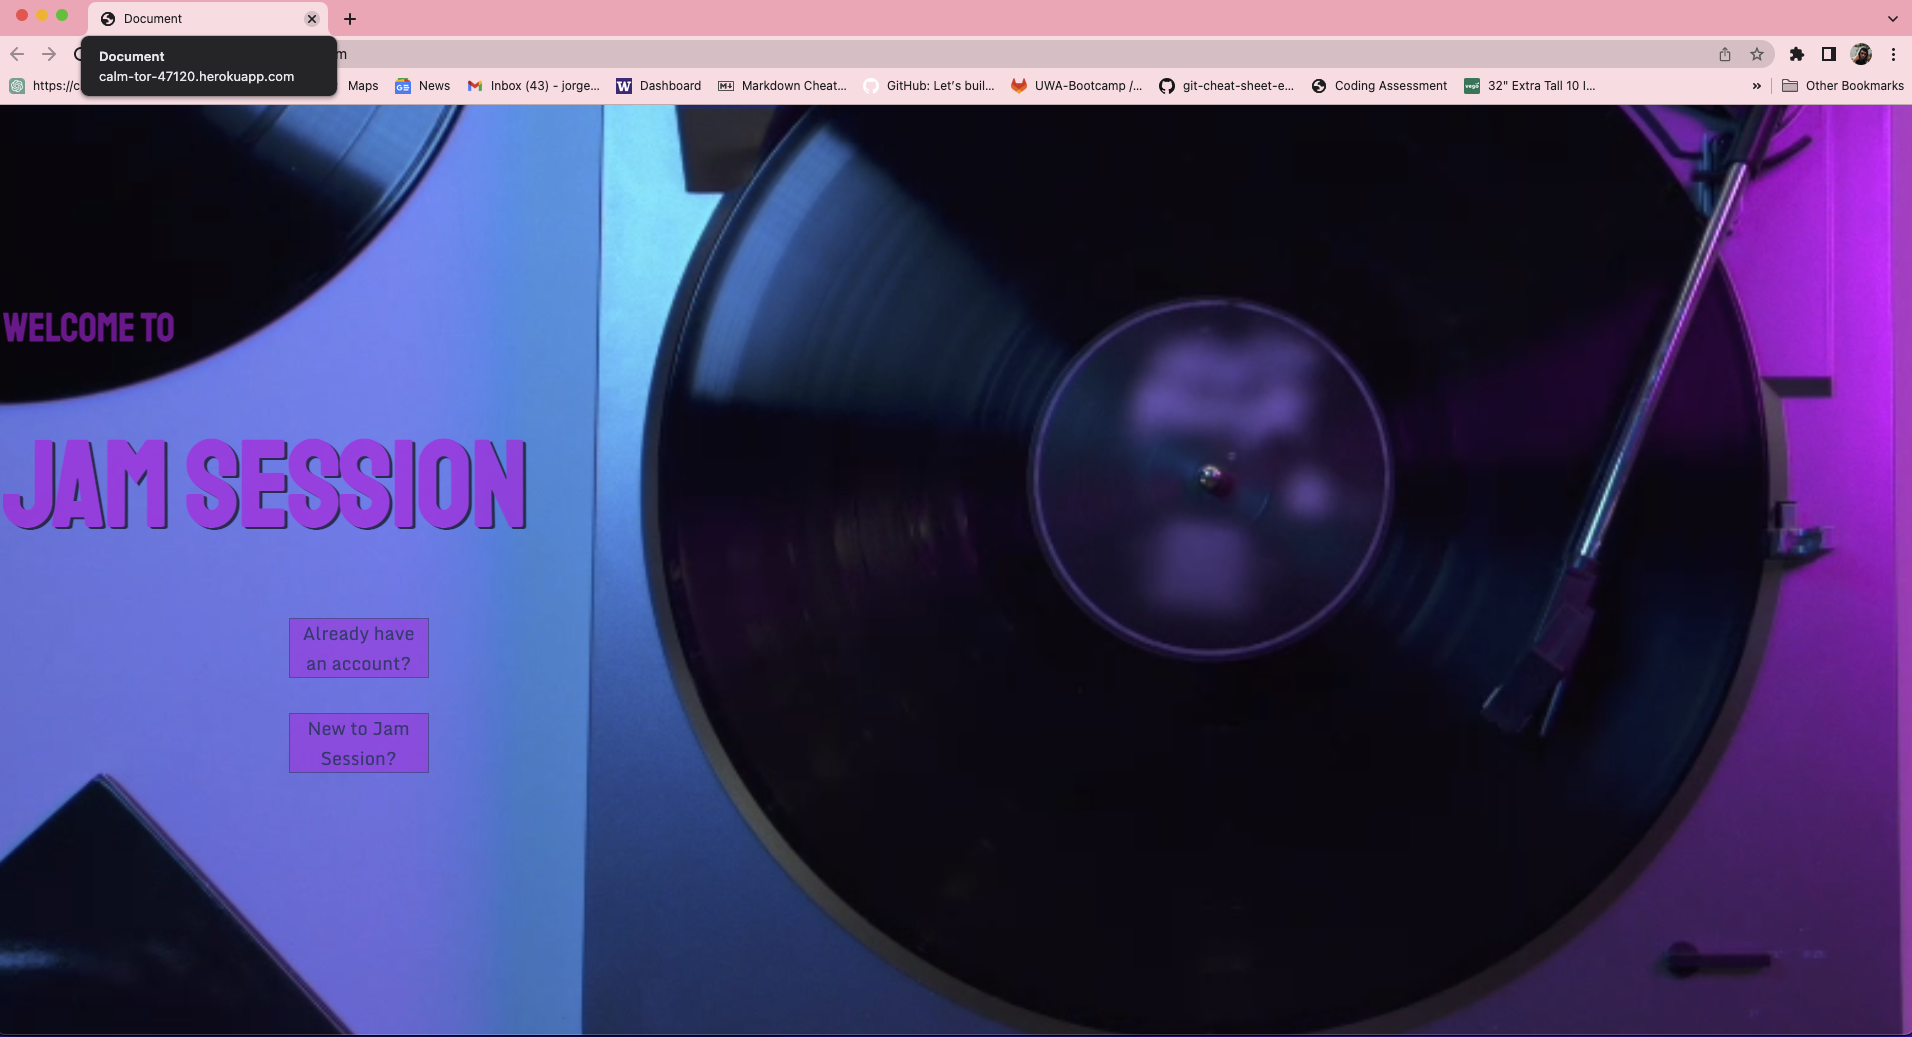 Document
Document
calm-tor-47120.herokuapp.com
m
https://c
Maps
News
Inbox (43) - jorge...
Dashboard
Markdown Cheat...
GitHub: Let's buil...
UWA-Bootcamp /...
git-cheat-sheet-e...
Coding Assessment
32" Extra Tall 10 I...
Other Bookmarks
WELCOME TO
JAM SESSION
Already have
an account?
New to Jam
Session?